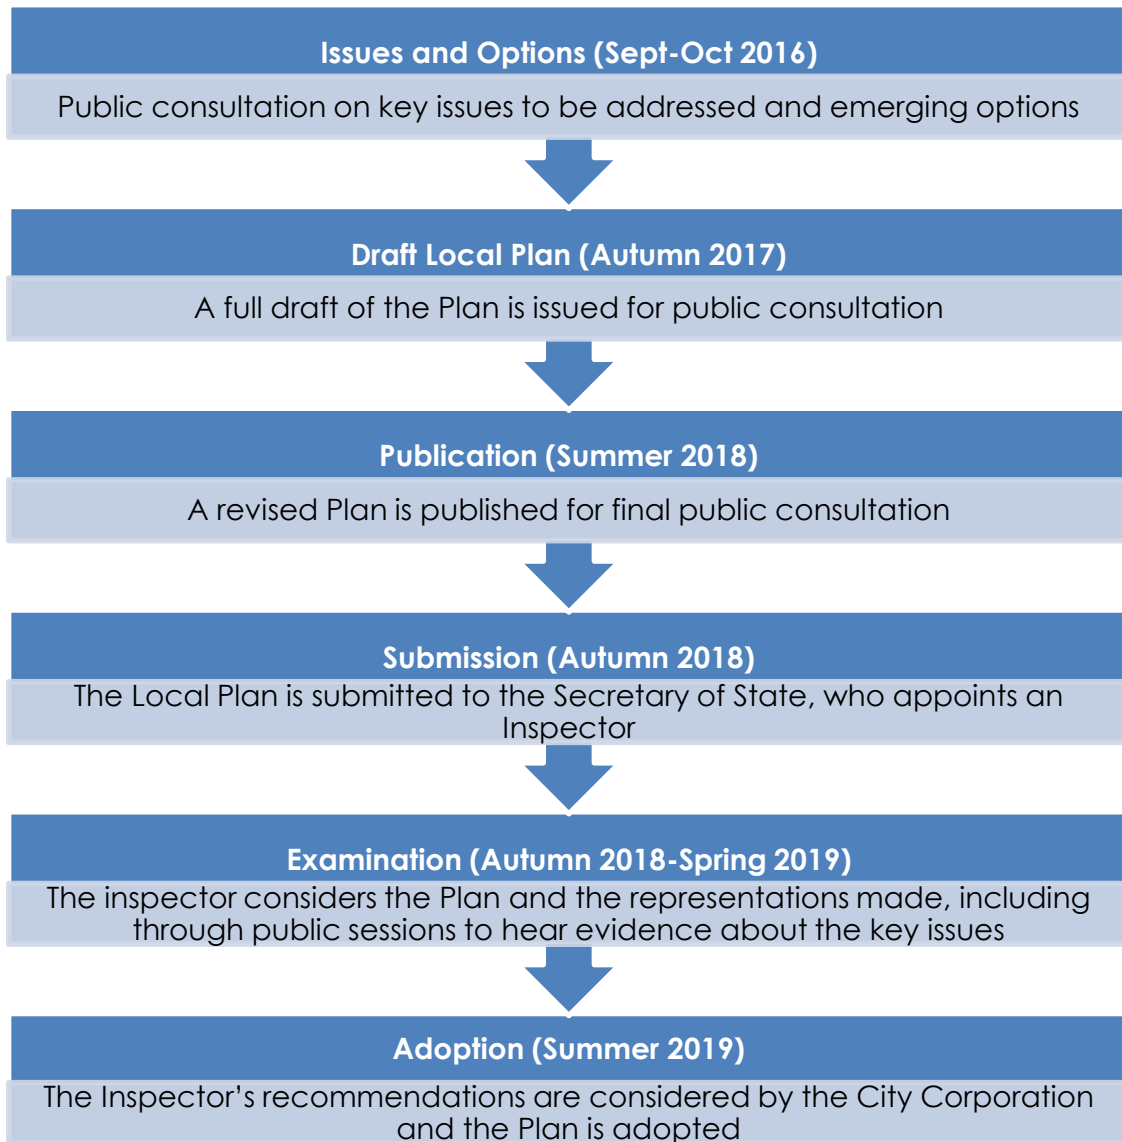 Issues and Options (Sept-Oct 2016)
Public consultation on key issues to be addressed and emerging options
Draft Local Plan (Autumn 2017)
A full draft of the Plan is issued for public consultation
Publication (Summer 2018)
A revised Plan is published for final public consultation
Submission (Autumn 2018)
The Local Plan is submitted to the Secretary of State, who appoints an
Inspector
Examination (Autumn 2018-Spring 2019)
The inspector considers the Plan and the representations made, including
through public sessions to hear evidence about the key issues
Adoption (Summer 2019)
The Inspector’s recommendations are considered by the City Corporation
and the Plan is adopted